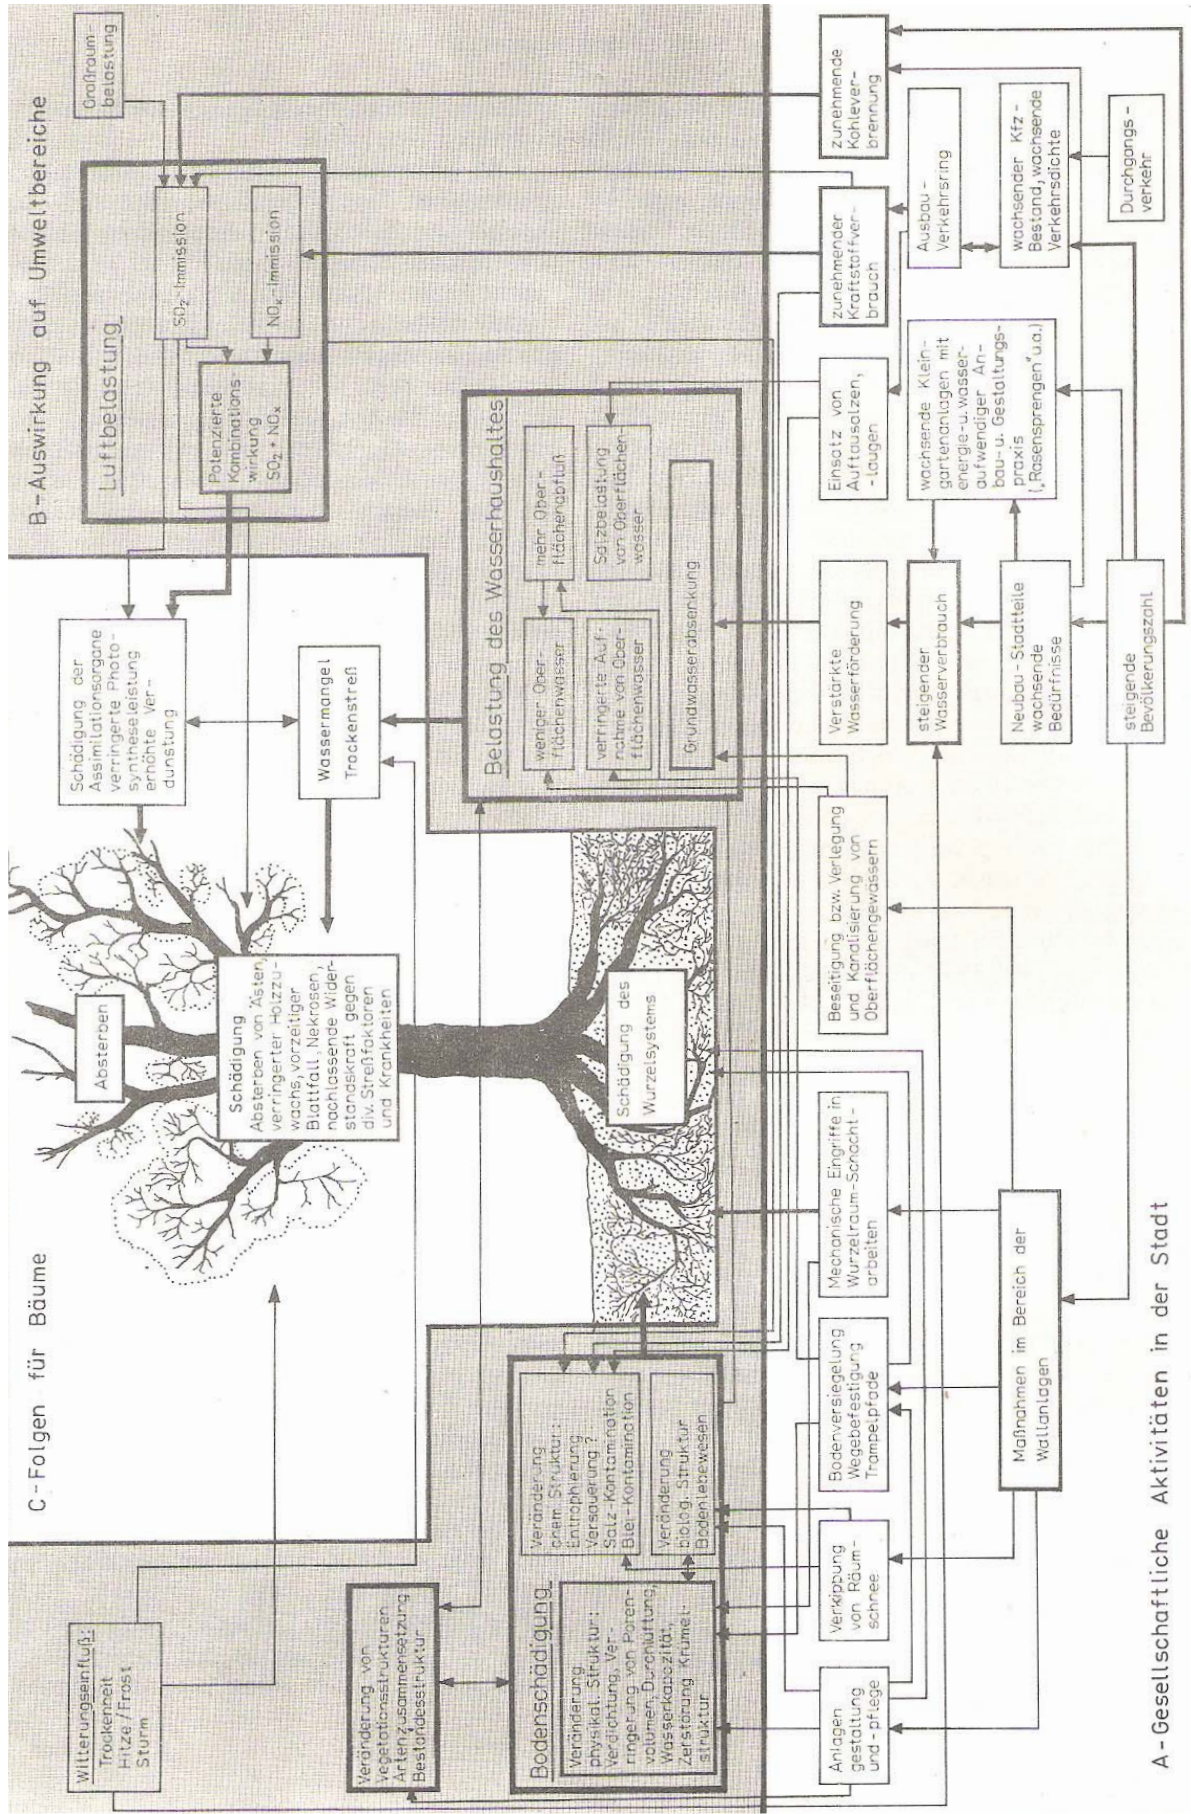 C-Folgen für Bäume
B-Auswirkung auf Umweltbereiche
Witterungseinfluß:
Trockenheit
Hitze/Frost
Sturm
Absterben
Schädigung
Absterben von Ästen,
verringerter Holzzu-
wachs, vorzeitiger
Blattfall, Nekrosen,
nachlassende Wider-
standskraft gegen
div. Streßfaktoren
und Krankheiten
Schädigung der
Assimilationsorgane
verringerte Photo-
syntheseleistung
erhöhte Ver-
dunstung
Wassermangel
Trockenstreß
Luftbelastung
Großraum-
belastung
SO₂-Immission
NOₓ-Immission
Potenzierte
Kombinations-
wirkung
SO₂ + NOₓ
Veränderung von
Vegetationsstrukturen
Artenzusammensetzung
Bestandesstruktur
Bodenschädigung
Veränderung
physikal. Struktur:
Verdichtung, Ver-
ringerung von Poren-
volumen, Durchlüftung,
Wasserkapazität,
Zerstörung Krümel-
struktur
Veränderung
chem. Struktur:
Entrophierung
Versauerung ?
Salz-Kontamination
Blei-Kontamination
Veränderung
biolog. Struktur
Bodenlebewesen
Schädigung des
Wurzelsystems
Belastung des Wasserhaushaltes
weniger Ober-
flächenwasser
mehr Ober-
flächenabfluß
verringerte Auf-
nahme von Ober-
flächenwasser
Salzbelastung
von Oberflächen-
wasser
Grundwasserabsenkung
Anlagen
gestaltung
und -pflege
Verkippung
von Räum-
schnee
Bodenversiegelung
Wegebefestigung
Trampelpfade
Mechanische Eingriffe in
Wurzelraum-Schacht-
arbeiten
Beseitigung bzw. Verlegung
und Kanalisierung von
Oberflächengewässern
Verstärkte
Wasserförderung
Einsatz von
Auftausalzen,
-laugen
zunehmender
Kraftstoffver-
brauch
zunehmende
Kohlever-
brennung
steigender
Wasserverbrauch
wachsende Klein-
gartenanlagen mit
energie-u. wasser-
aufwendiger An-
bau-u. Gestaltungs-
praxis
(„Rasensprengen“ u.a.)
Ausbau-
Verkehrsring
Maßnahmen im Bereich der
Wallanlagen
Neubau-Stadtteile
wachsende
Bedürfnisse
wachsender Kfz-
Bestand, wachsende
Verkehrsdichte
steigende
Bevölkerungszahl
Durchgangs-
verkehr
A-Gesellschaftliche Aktivitäten in der Stadt